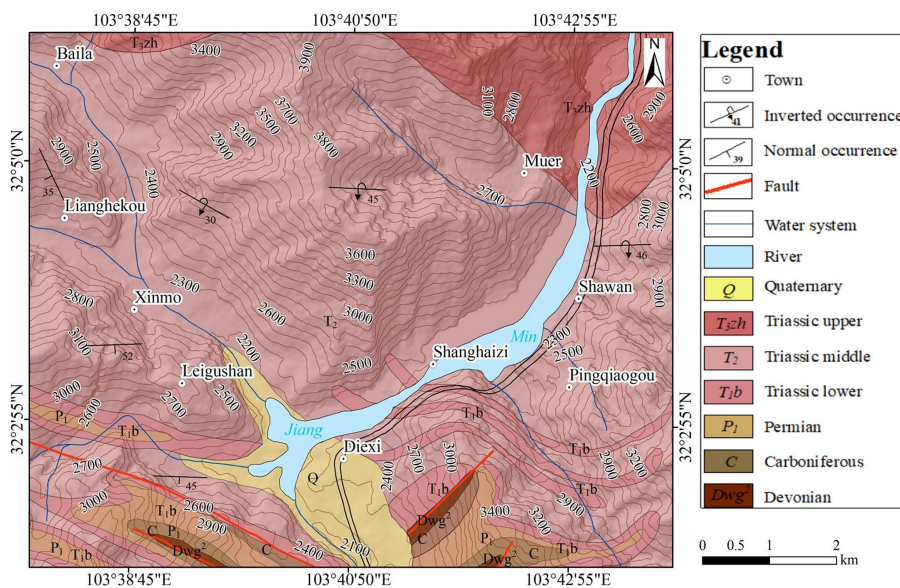 103°38'45"E
103°40'50"E
103°42'55"E
32°5'0"N
32°2'55"N
32°5'0"N
32°2'55"N
103°38'45"E
103°40'50"E
103°42'55"E
N
Baila
T3zh
3400
3900
3700
3500
3200
2900
3800
3100
2800
T3zh
2900
2600
2900
2500
2400
Muer
2200
2700
35
Lianghekou
30
45
2800
3000
46
3600
3300
3000
T2
2300
2600
2800
Xinmo
3100
52
2200
Shawan
2900
Min
2300
2500
Shanghaizi
2500
Pingqiaogou
Leigushan
2500
2700
3000
2600
P1
T1b
Jiang
Diexi
2400
2700
3000
2900
3200
2700
45
Q
T1b
T1b
3000
T1b
2600
2900
C
P1
Dwg²
C
2400
2100
Dwg²
C
2900
3400
3200
P1
T1b
P1
Dwg²
C
T1b
Legend
Town
41
Inverted occurrence
39
Normal occurrence
Fault
Water system
River
Q
Quaternary
T3zh
Triassic upper
T2
Triassic middle
T1b
Triassic lower
P1
Permian
C
Carboniferous
Dwg²
Devonian
0 0.5 1 2
km